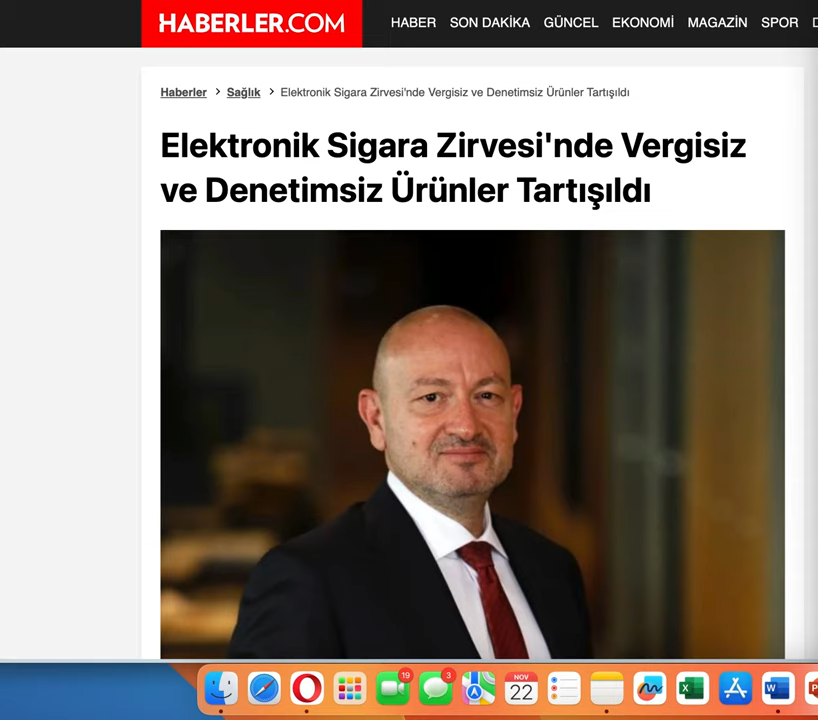 HABERLER.COM
HABER SON DAKİKA GÜNCEL EKONOMİ MAGAZİN SPOR
Haberler > Sağlık > Elektronik Sigara Zirvesi'nde Vergisiz ve Denetimsiz Ürünler Tartışıldı
Elektronik Sigara Zirvesi'nde Vergisiz
ve Denetimsiz Ürünler Tartışıldı
19 3 NOV
22